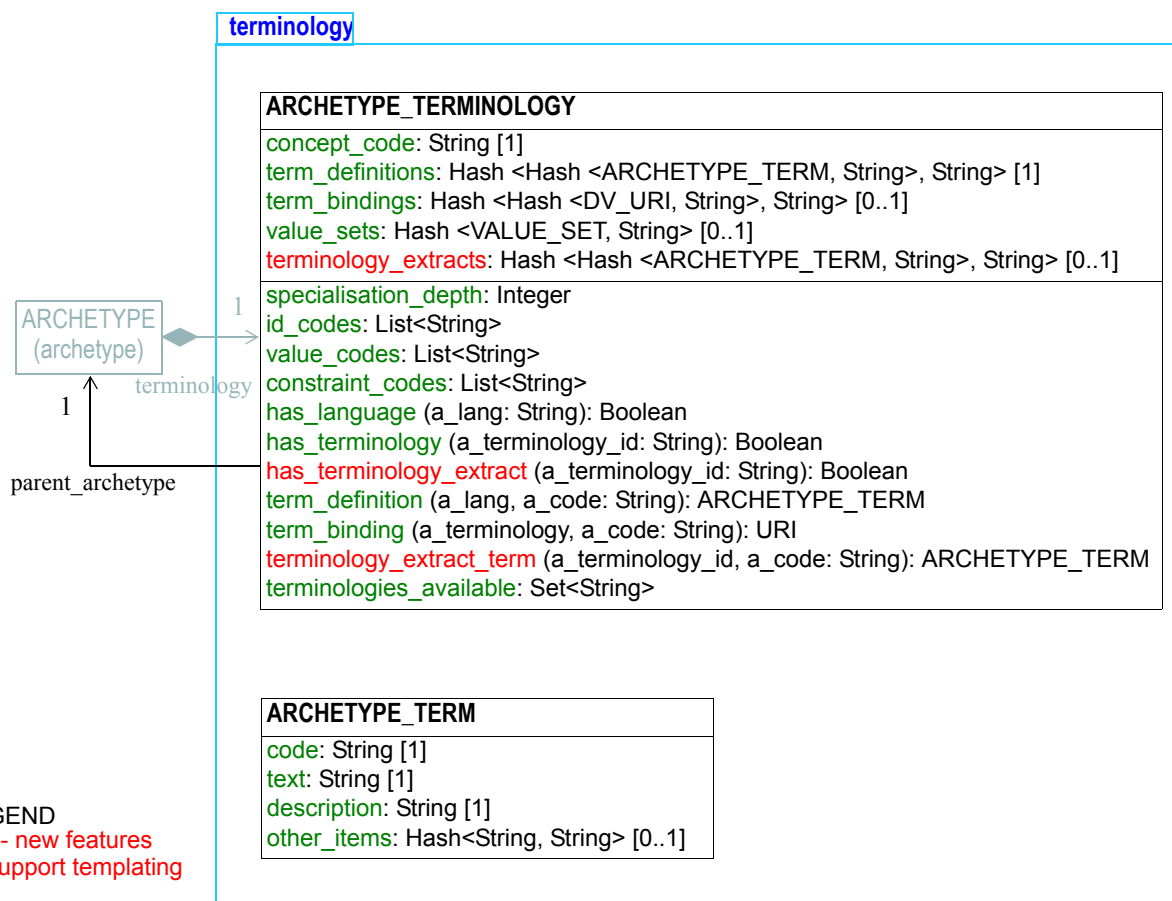 terminology
ARCHETYPE_TERMINOLOGY
concept_code: String [1]
term_definitions: Hash <Hash <ARCHETYPE_TERM, String>, String> [1]
term_bindings: Hash <Hash <DV_URI, String>, String> [0..1]
value_sets: Hash <VALUE_SET, String> [0..1]
terminology_extracts: Hash <Hash <ARCHETYPE_TERM, String>, String> [0..1]
specialisation_depth: Integer
id_codes: List<String>
value_codes: List<String>
constraint_codes: List<String>
has_language (a_lang: String): Boolean
has_terminology (a_terminology_id: String): Boolean
has_terminology_extract (a_terminology_id: String): Boolean
term_definition (a_lang, a_code: String): ARCHETYPE_TERM
term_binding (a_terminology, a_code: String): URI
terminology_extract_term (a_terminology_id, a_code: String): ARCHETYPE_TERM
terminologies_available: Set<String>
ARCHETYPE
(archetype)
1
terminology
1
parent_archetype
ARCHETYPE_TERM
code: String [1]
text: String [1]
description: String [1]
other_items: Hash<String, String> [0..1]
GEND
- new features
upport templating